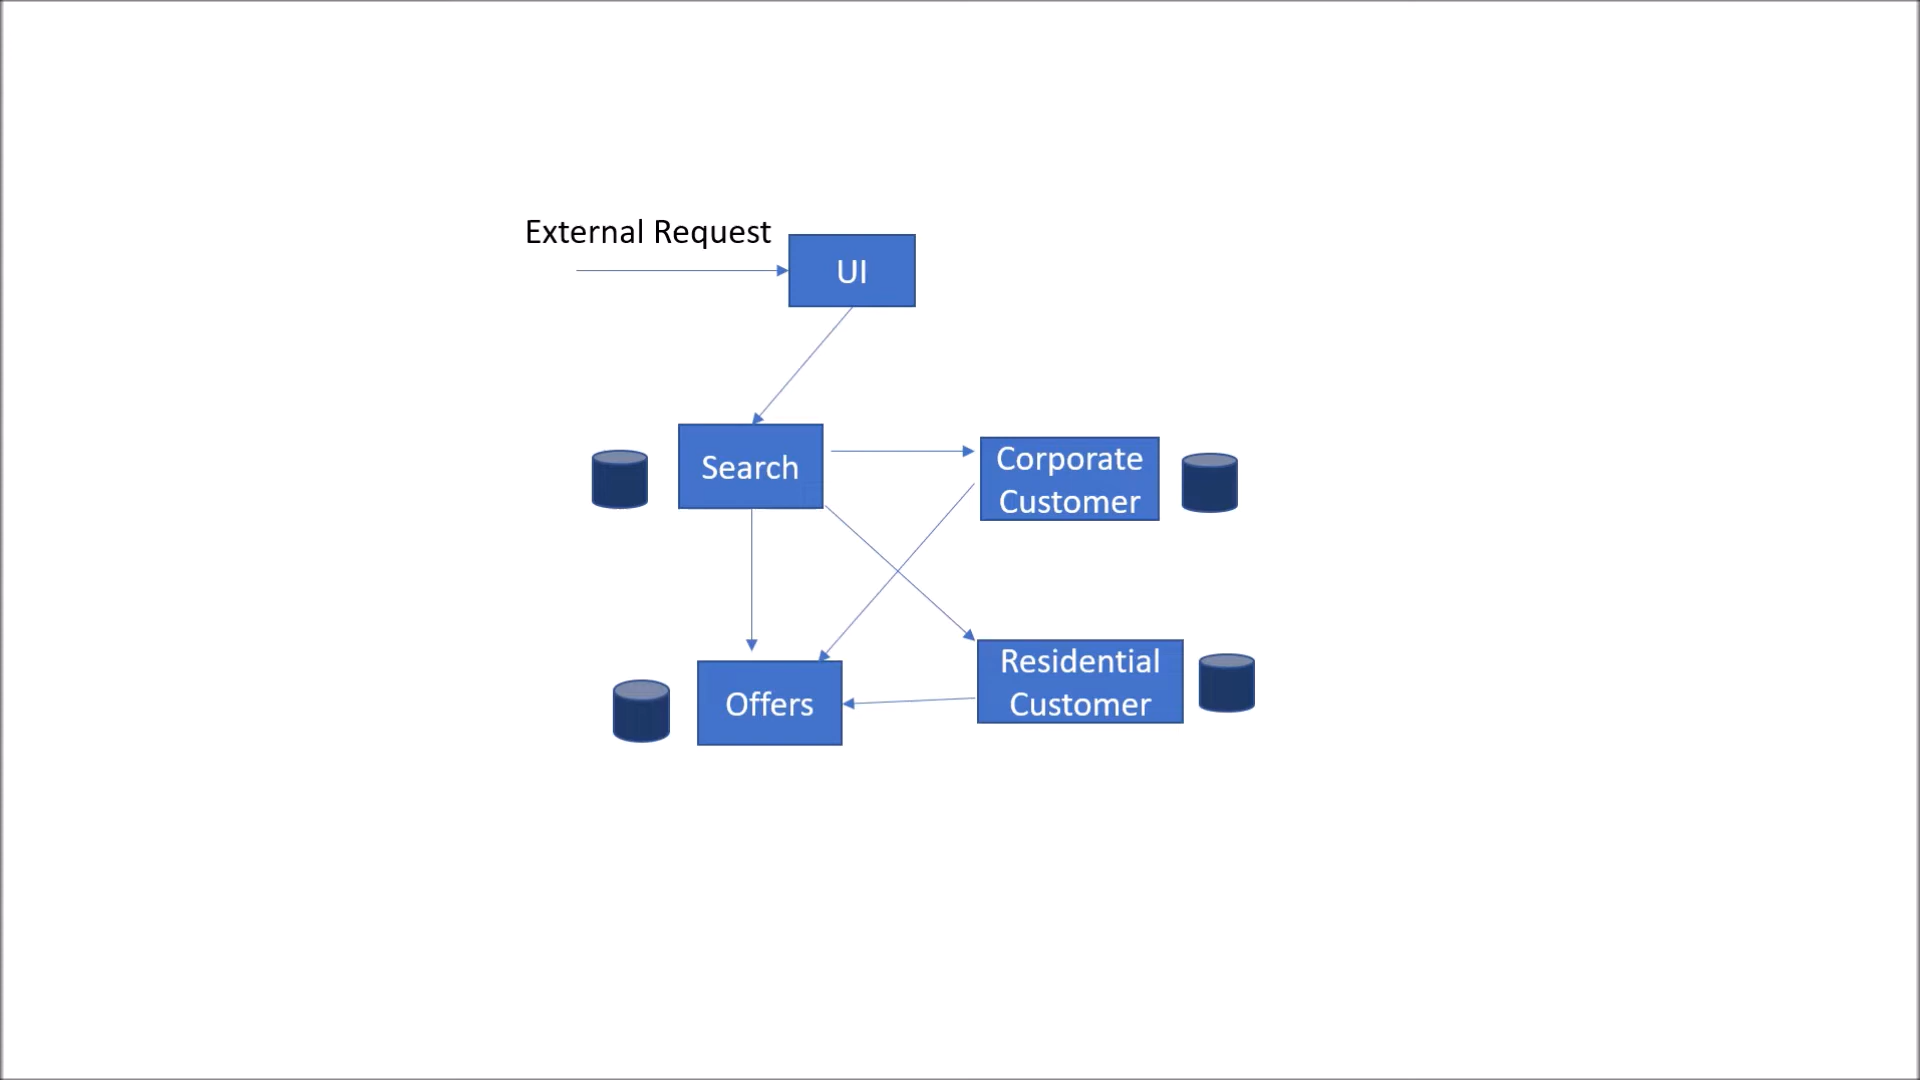 External Request
UI
Search
Corporate
Customer
Offers
Residential
Customer